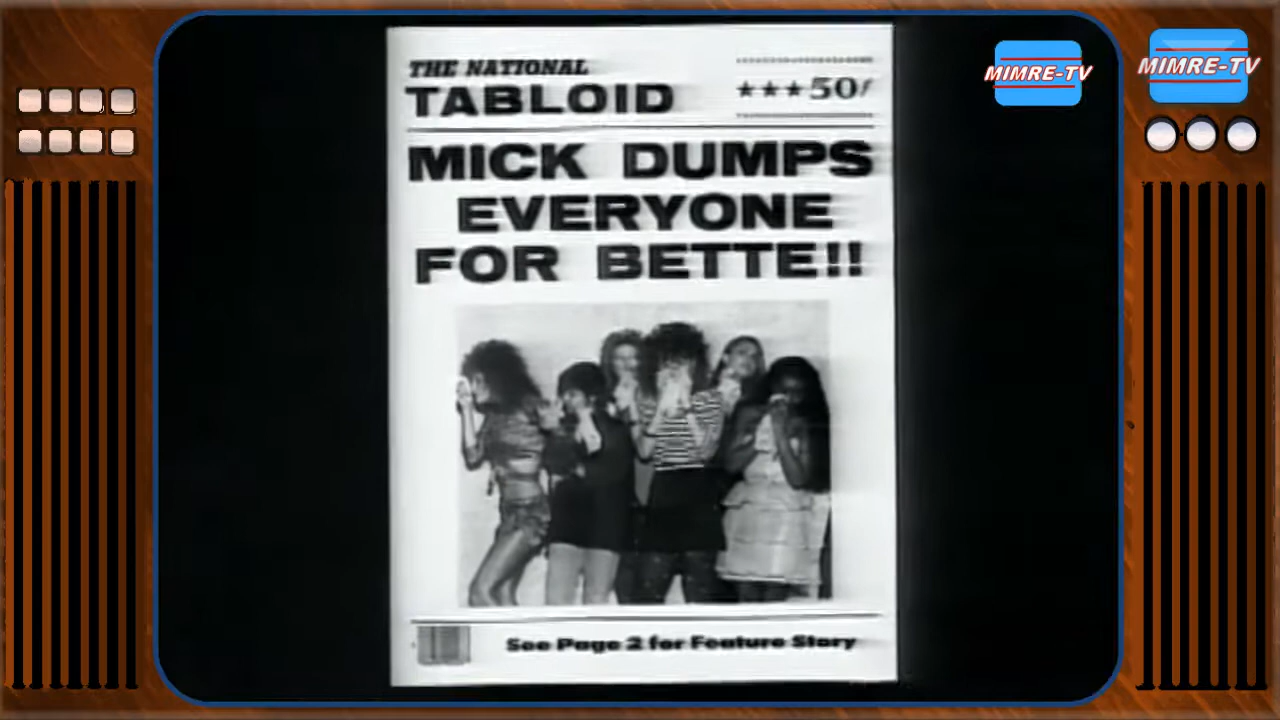 THE NATIONAL
TABLOID
★★★50¢
MICK DUMPS
EVERYONE
FOR BETTE!!
See Page 2 for Feature Story
MIMRE-TV
MIMRE-TV